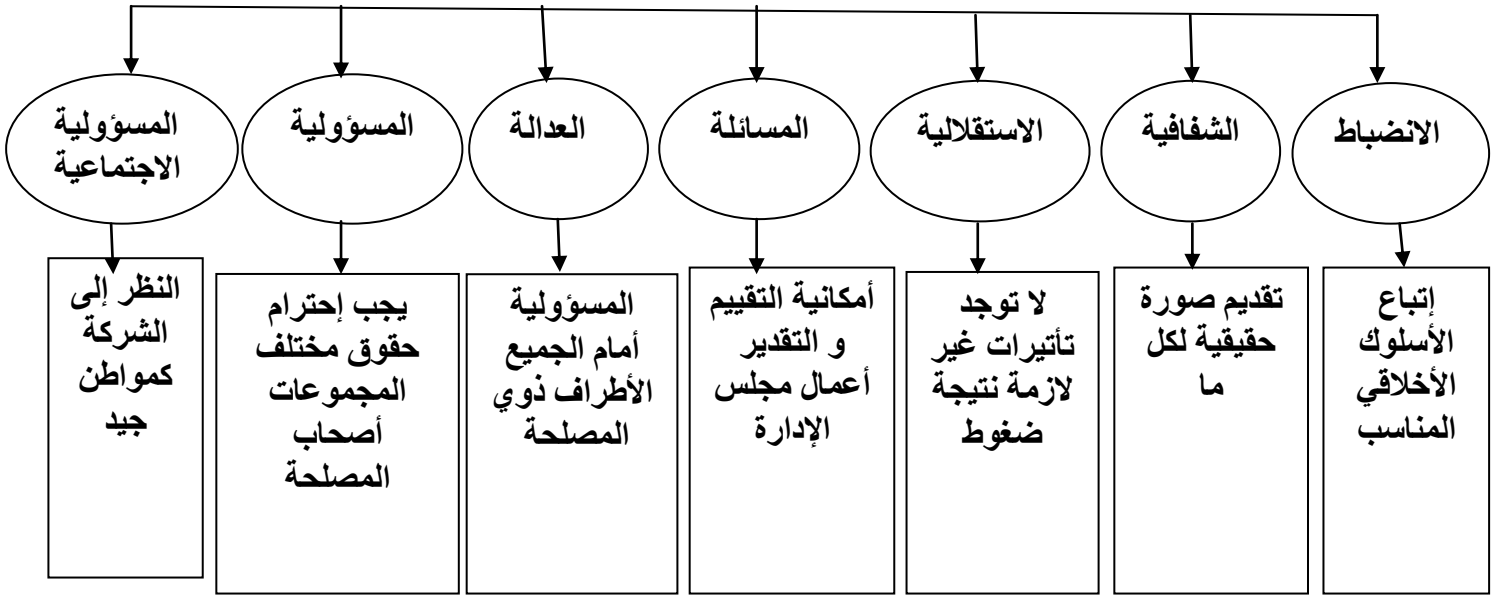 الانضباط
الشفافية
الاستقلالية
المسائلة
العدالة
المسؤولية
المسؤولية
الاجتماعية
إتباع
الأسلوك
الأخلاقي
المناسب
تقديم صورة
حقيقية لكل
ما
لا توجد
تأتيرات غير
لازمة نتيجة
ضغوط
أمكانية التقييم
و التقدير
أعمال مجلس
الإدارة
المسؤولية
أمام الجميع
الأطراف ذوي
المصلحة
يجب إحترام
حقوق مختلف
المجموعات
أصحاب
المصلحة
النظر إلى
الشركة
كمواطن
جيد